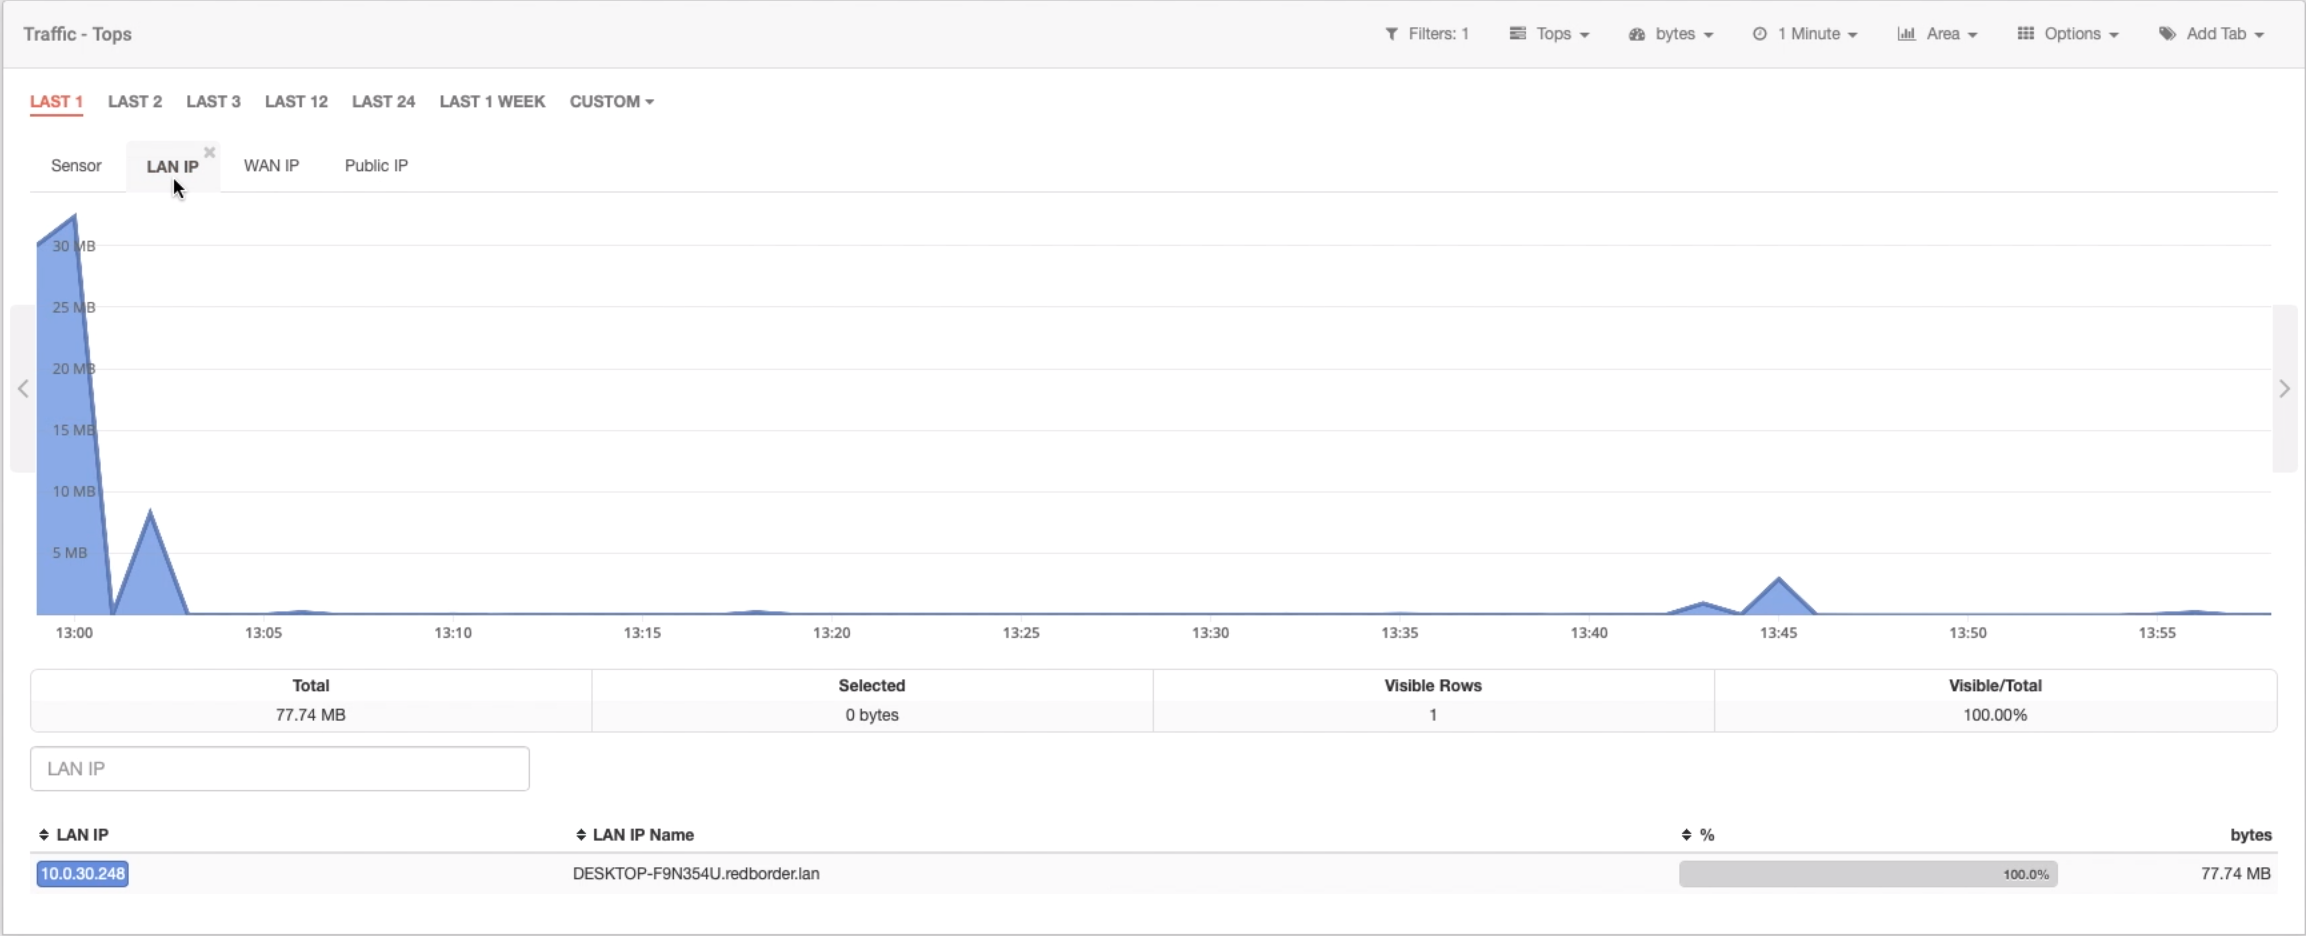 Traffic - Tops
Filters: 1 Tops bytes 1 Minute Area Options Add Tab
LAST 1 LAST 2 LAST 3 LAST 12 LAST 24 LAST 1 WEEK CUSTOM
Sensor LAN IP WAN IP Public IP
30 MB
25 MB
20 MB
15 MB
10 MB
5 MB
13:00 13:05 13:10 13:15 13:20 13:25 13:30 13:35 13:40 13:45 13:50 13:55
Total Selected Visible Rows Visible/Total
77.74 MB 0 bytes 1 100.00%
LAN IP
LAN IP LAN IP Name % bytes
10.0.30.248 DESKTOP-F9N354U.redborder.lan 100.0% 77.74 MB